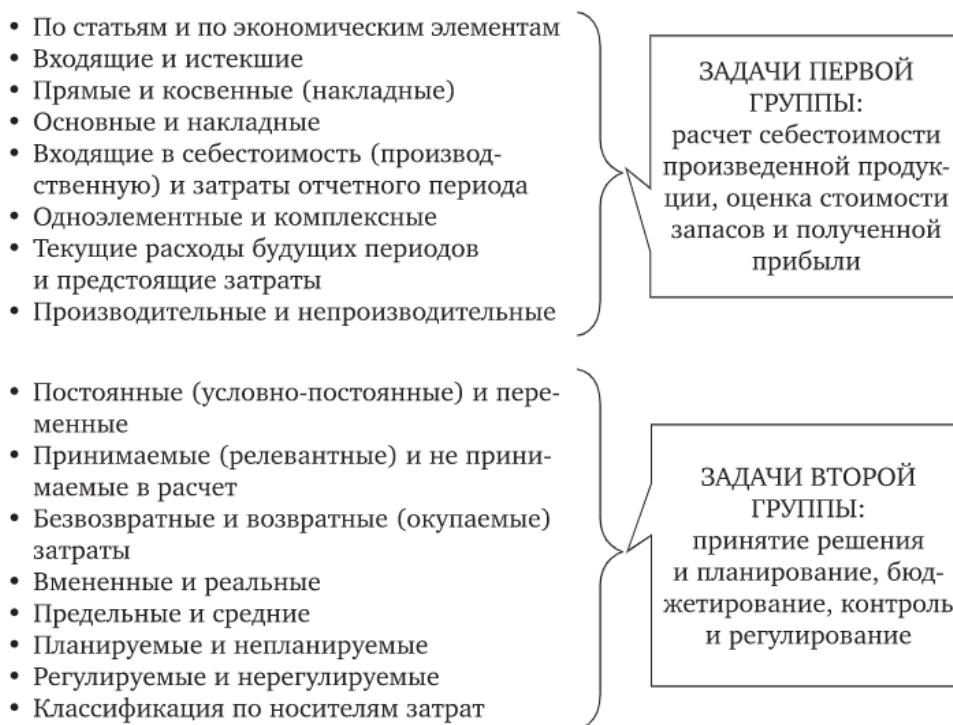 • По статьям и по экономическим элементам
• Входящие и истекшие
• Прямые и косвенные (накладные)
• Основные и накладные
• Входящие в себестоимость (производ-
ственную) и затраты отчетного периода
• Одноэлементные и комплексные
• Текущие расходы будущих периодов
и предстоящие затраты
• Производительные и непроизводительные
ЗАДАЧИ ПЕРВОЙ
ГРУППЫ:
расчет себестоимости
произведенной продук-
ции, оценка стоимости
запасов и полученной
прибыли
• Постоянные (условно-постоянные) и пере-
менные
• Принимаемые (релевантные) и не прини-
маемые в расчет
• Безвозвратные и возвратные (окупаемые)
затраты
• Вмененные и реальные
• Предельные и средние
• Планируемые и непланируемые
• Регулируемые и нерегулируемые
• Классификация по носителям затрат
ЗАДАЧИ ВТОРОЙ
ГРУППЫ:
принятие решения
и планирование, бюд-
жетирование, контроль
и регулирование